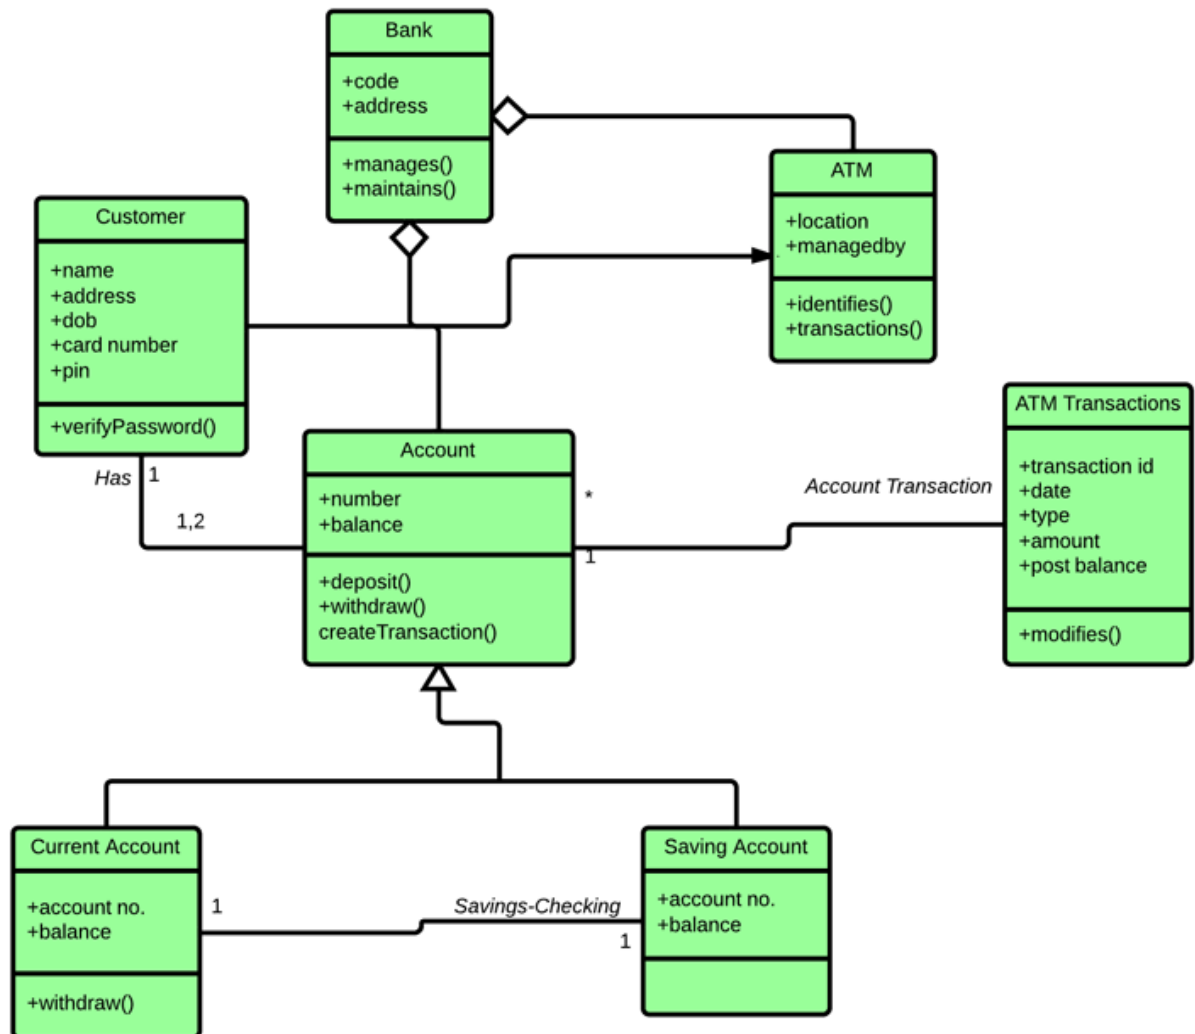 Bank
+code
+address
+manages()
+maintains()
ATM
+location
+managedby
+identifies()
+transactions()
Customer
+name
+address
+dob
+card number
+pin
+verifyPassword()
Has
1
1,2
Account
+number
+balance
+deposit()
+withdraw()
createTransaction()
*
1
Account Transaction
ATM Transactions
+transaction id
+date
+type
+amount
+post balance
+modifies()
Current Account
+account no.
+balance
+withdraw()
1
Savings-Checking
1
Saving Account
+account no.
+balance